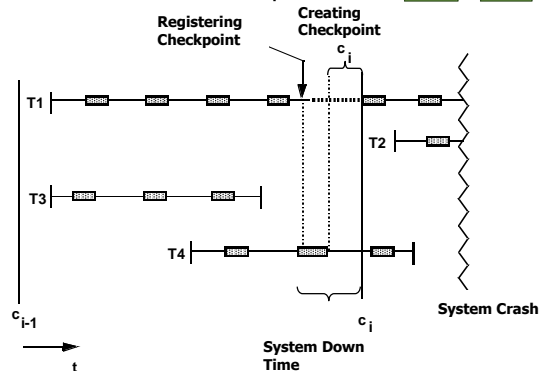 Registering
Checkpoint
Creating
Checkpoint
c i
T1
T2
T3
T4
c i-1
c i
System Crash
t
System Down
Time